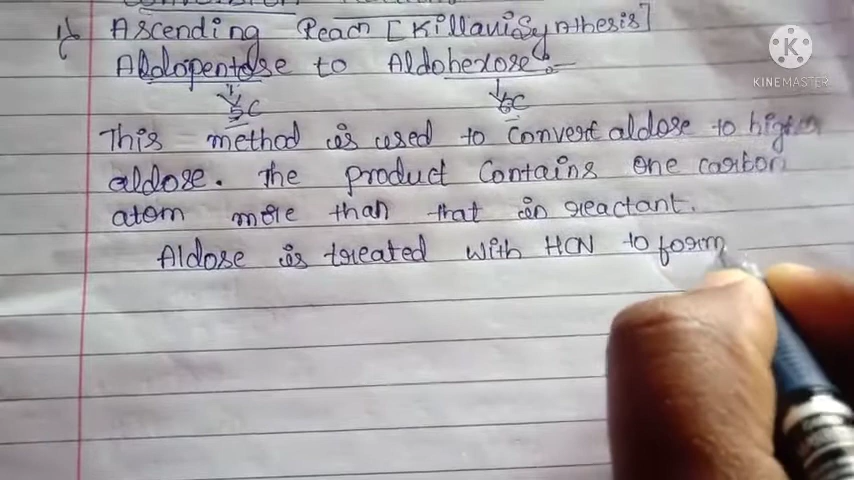 1) Ascending Reacn [Killani Synthesis]
Aldopentose to Aldohexose.
5C 6C
This method is used to convert aldose to higher
aldose. The product contains one carbon
atom more than that in reactant.
Aldose is treated with HCN to form
K
KINEMASTER